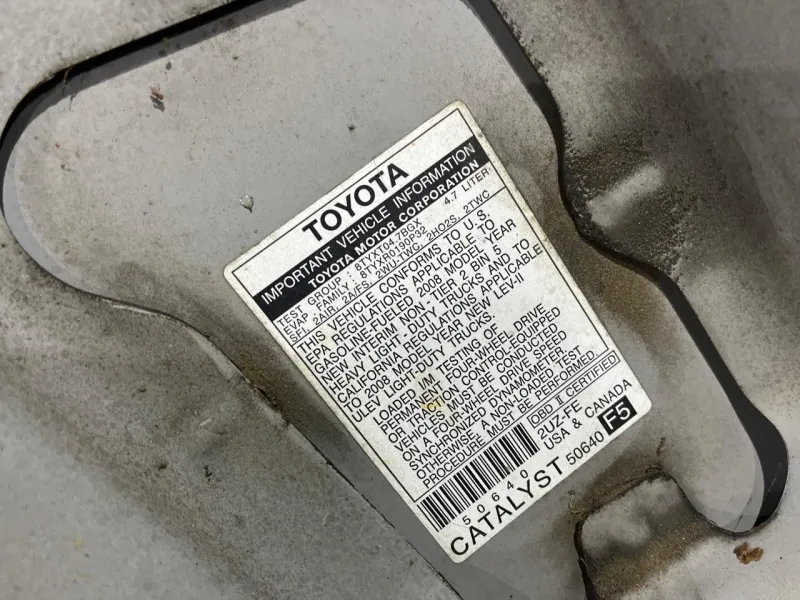 TOYOTA
IMPORTANT VEHICLE INFORMATION
TOYOTA MOTOR CORPORATION
TEST GROUP : 8TYXT04.7BGX 4.7 LITER
EVAP. FAMILY : 8TYXR0190P32
SFI, 2AIR, 2A/FS, 2WU-TWC, 2HO2S, 2TWC
THIS VEHICLE CONFORMS TO U.S.
EPA REGULATIONS APPLICABLE TO
GASOLINE-FUELED 2008 MODEL YEAR
NEW INTERIM NON-TIER 2 BIN 5
HEAVY LIGHT-DUTY TRUCKS AND TO
CALIFORNIA REGULATIONS APPLICABLE
TO 2008 MODEL YEAR NEW LEV-II
ULEV LIGHT-DUTY TRUCKS.
LOADED I/M TESTING OF
PERMANENT FOUR-WHEEL DRIVE
OR TRACTION CONTROL-EQUIPPED
VEHICLES MUST BE CONDUCTED
ON A FOUR-WHEEL DRIVE SPEED
SYNCHRONIZED DYNAMOMETER.
OTHERWISE A NON-LOADED TEST
PROCEDURE MUST BE PERFORMED.
OBD II CERTIFIED
2UZ-FE
USA & CANADA
50640
CATALYST 50640 F5